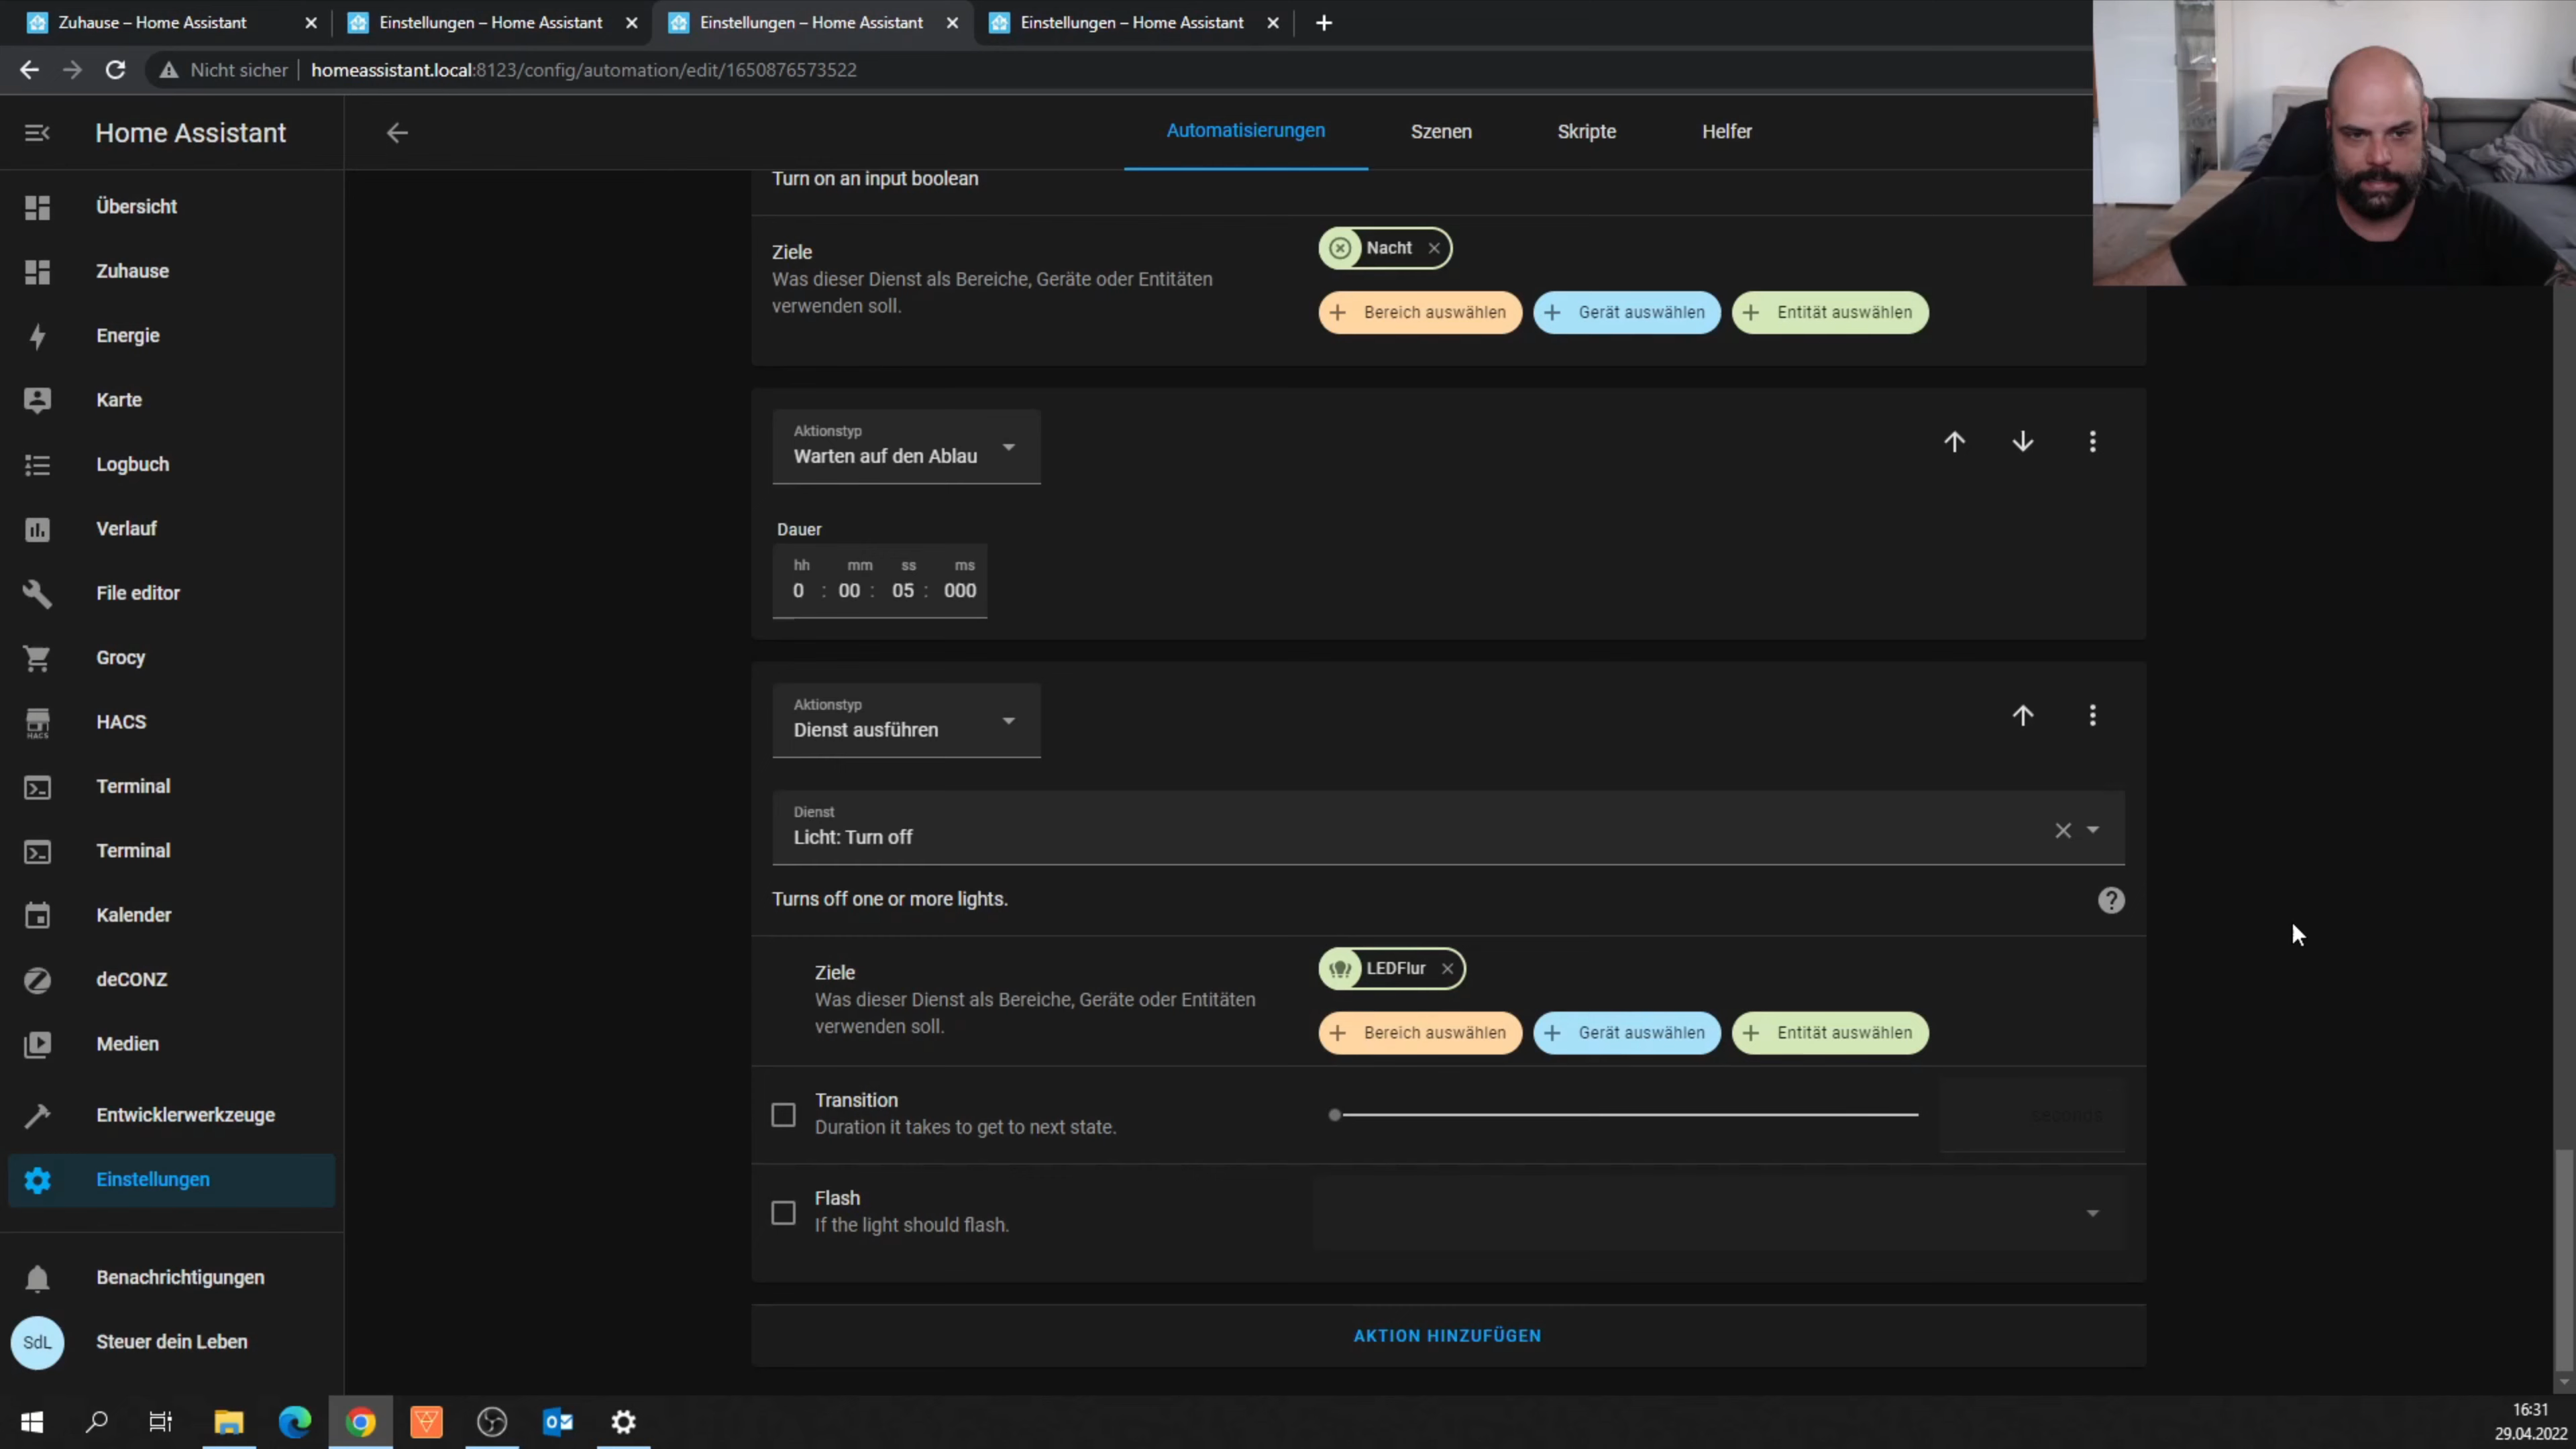 Zuhause – Home Assistant
Einstellungen – Home Assistant
Einstellungen – Home Assistant
Einstellungen – Home Assistant
Nicht sicher
homeassistant.local:8123/config/automation/edit/1650876573522
Home Assistant
Automatisierungen
Szenen
Skripte
Helfer
Übersicht
Zuhause
Energie
Karte
Logbuch
Verlauf
File editor
Grocy
HACS
HACS
Terminal
Terminal
Kalender
deCONZ
Medien
Entwicklerwerkzeuge
Einstellungen
Benachrichtigungen
SdL
Steuer dein Leben
Turn on an input boolean
Ziele
Was dieser Dienst als Bereiche, Geräte oder Entitäten
verwenden soll.
Nacht
Bereich auswählen
Gerät auswählen
Entität auswählen
Aktionstyp
Warten auf den Ablau
Dauer
hh mm ss ms
0 : 00 : 05 : 000
Aktionstyp
Dienst ausführen
Dienst
Licht: Turn off
Turns off one or more lights.
Ziele
Was dieser Dienst als Bereiche, Geräte oder Entitäten
verwenden soll.
LEDFlur
Bereich auswählen
Gerät auswählen
Entität auswählen
Transition
Duration it takes to get to next state.
seconds
Flash
If the light should flash.
AKTION HINZUFÜGEN
16:31
29.04.2022